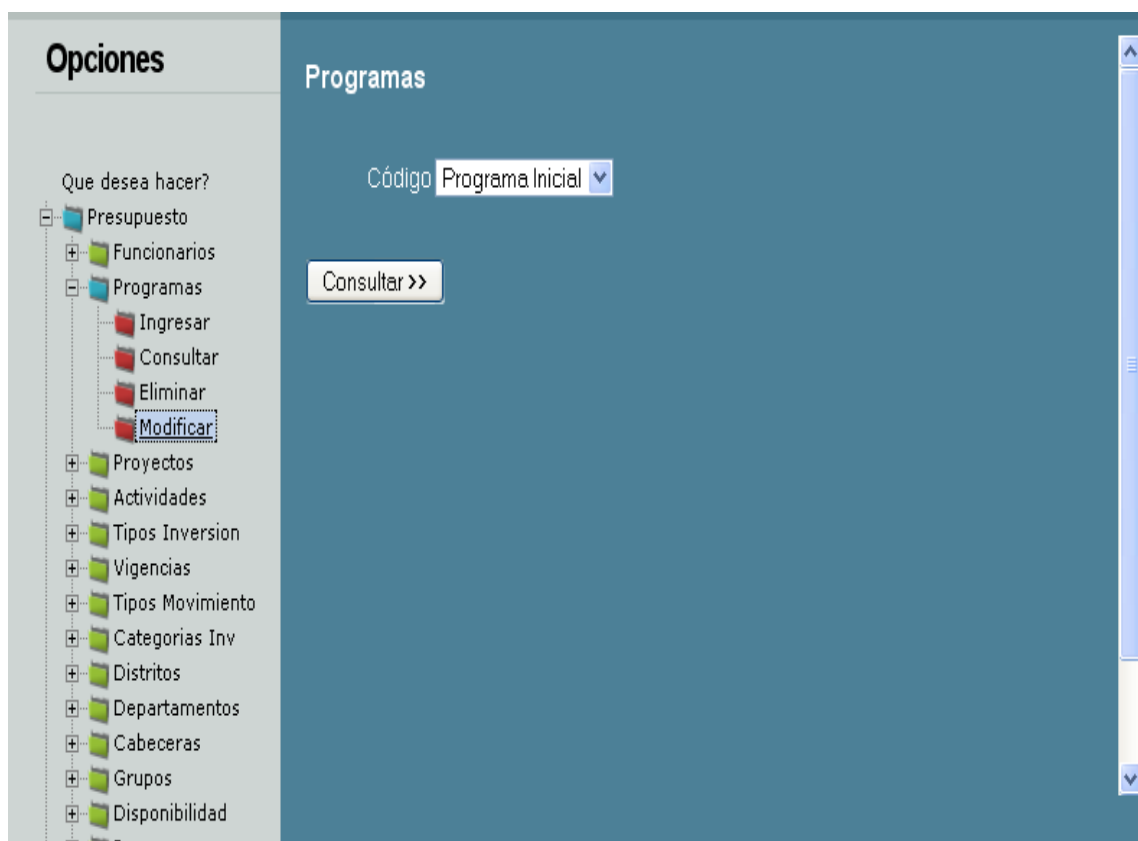 Opciones
Que desea hacer?
Presupuesto
Funcionarios
Programas
Ingresar
Consultar
Eliminar
Modificar
Proyectos
Actividades
Tipos Inversion
Vigencias
Tipos Movimiento
Categorias Inv
Distritos
Departamentos
Cabeceras
Grupos
Disponibilidad
Programas
Código Programa Inicial
Consultar >>